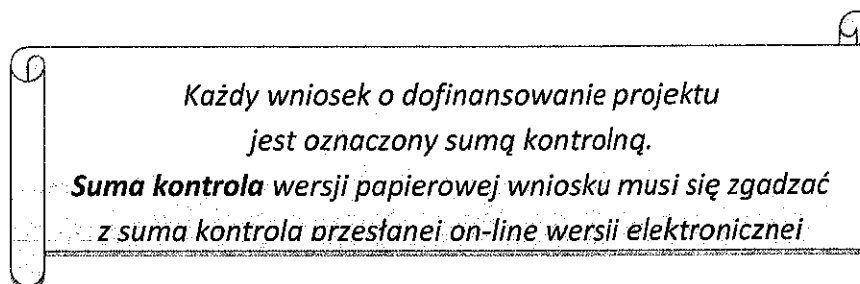 Każdy wniosek o dofinansowanie projektu
jest oznaczony sumą kontrolną.
Suma kontrola wersji papierowej wniosku musi się zgadzać
z suma kontrola przesłanej on-line wersji elektronicznej